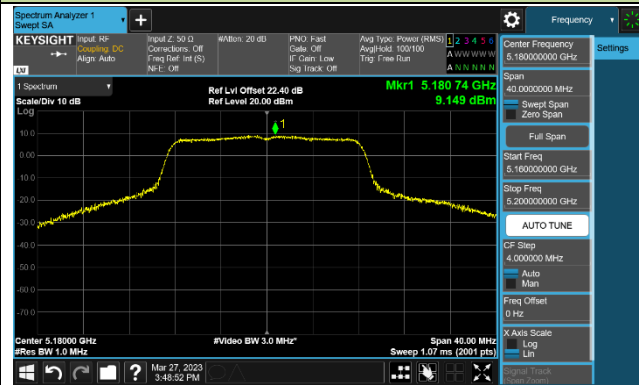 Spectrum Analyzer 1
Swept SA
Frequency
KEYSIGHT
Input: RF
Coupling: DC
Align: Auto
Input Z: 50 Ω
Corrections: Off
Freq Ref: Int (S)
NFE: Off
#Atten: 20 dB
PNO: Fast
Gate: Off
IF Gain: Low
Sig Track: Off
Avg Type: Power (RMS)
Avg|Hold: 100/100
Trig: Free Run
1 2 3 4 5 6
A W W W W W
A N N N N N
LXI
1 Spectrum
Scale/Div 10 dB
Ref Lvl Offset 22.40 dB
Ref Level 20.00 dBm
Mkr1 5.180 74 GHz
9.149 dBm
Log
10.0
0.00
-10.0
-20.0
-30.0
-40.0
-50.0
-60.0
-70.0
1
Center 5.18000 GHz
#Res BW 1.0 MHz
#Video BW 3.0 MHz*
Span 40.00 MHz
Sweep 1.07 ms (2001 pts)
Mar 27, 2023
3:48:52 PM
Center Frequency
5.180000000 GHz
Span
40.0000000 MHz
Swept Span
Zero Span
Full Span
Start Freq
5.160000000 GHz
Stop Freq
5.200000000 GHz
AUTO TUNE
CF Step
4.000000 MHz
Auto
Man
Freq Offset
0 Hz
X Axis Scale
Log
Lin
Signal Track
(Span Zoom)
Settings